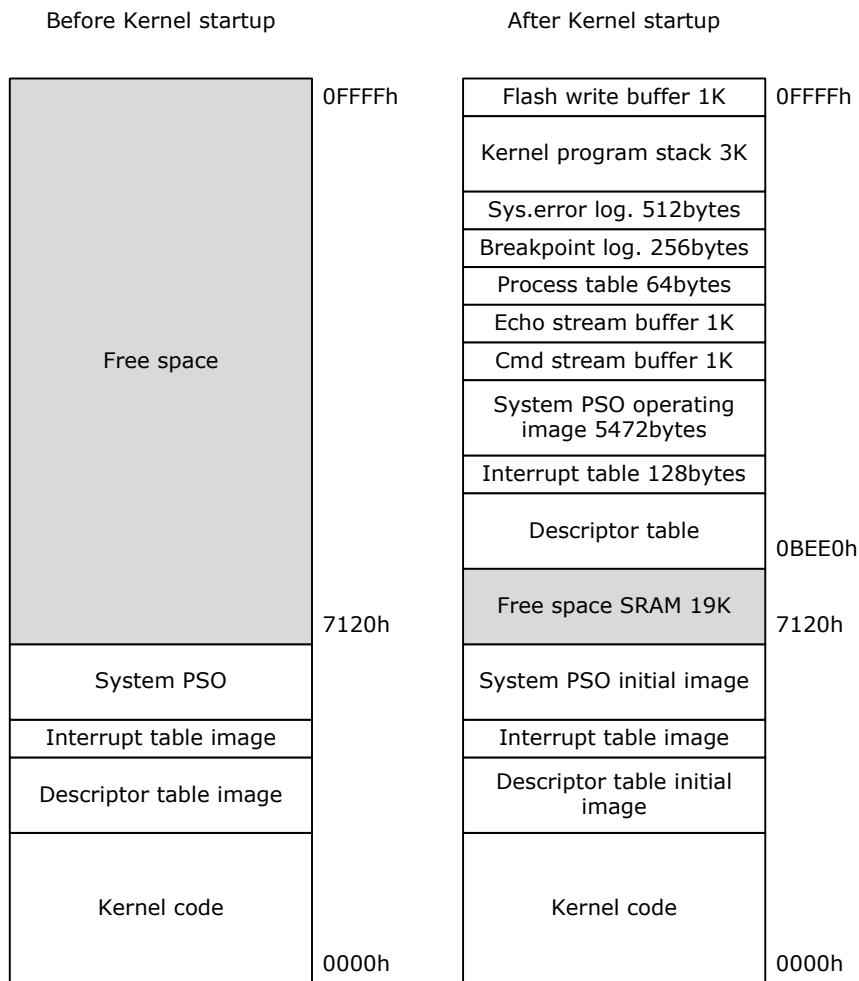 Before Kernel startup
0FFFFh
Free space
7120h
System PSO
Interrupt table image
Descriptor table image
Kernel code
0000h
After Kernel startup
Flash write buffer 1K
0FFFFh
Kernel program stack 3K
Sys.error log. 512bytes
Breakpoint log. 256bytes
Process table 64bytes
Echo stream buffer 1K
Cmd stream buffer 1K
System PSO operating
image 5472bytes
Interrupt table 128bytes
Descriptor table
0BEE0h
Free space SRAM 19K
7120h
System PSO initial image
Interrupt table image
Descriptor table initial
image
Kernel code
0000h